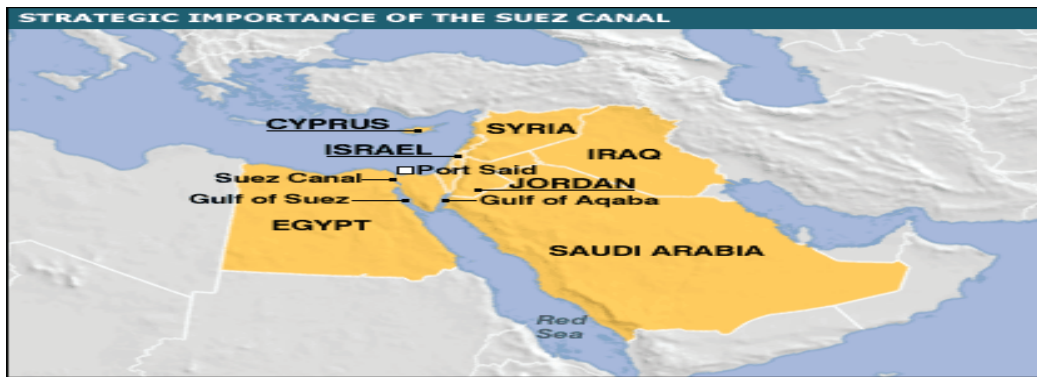 STRATEGIC IMPORTANCE OF THE SUEZ CANAL
CYPRUS
SYRIA
ISRAEL
IRAQ
Port Said
Suez Canal
JORDAN
Gulf of Suez
Gulf of Aqaba
EGYPT
SAUDI ARABIA
Red
Sea